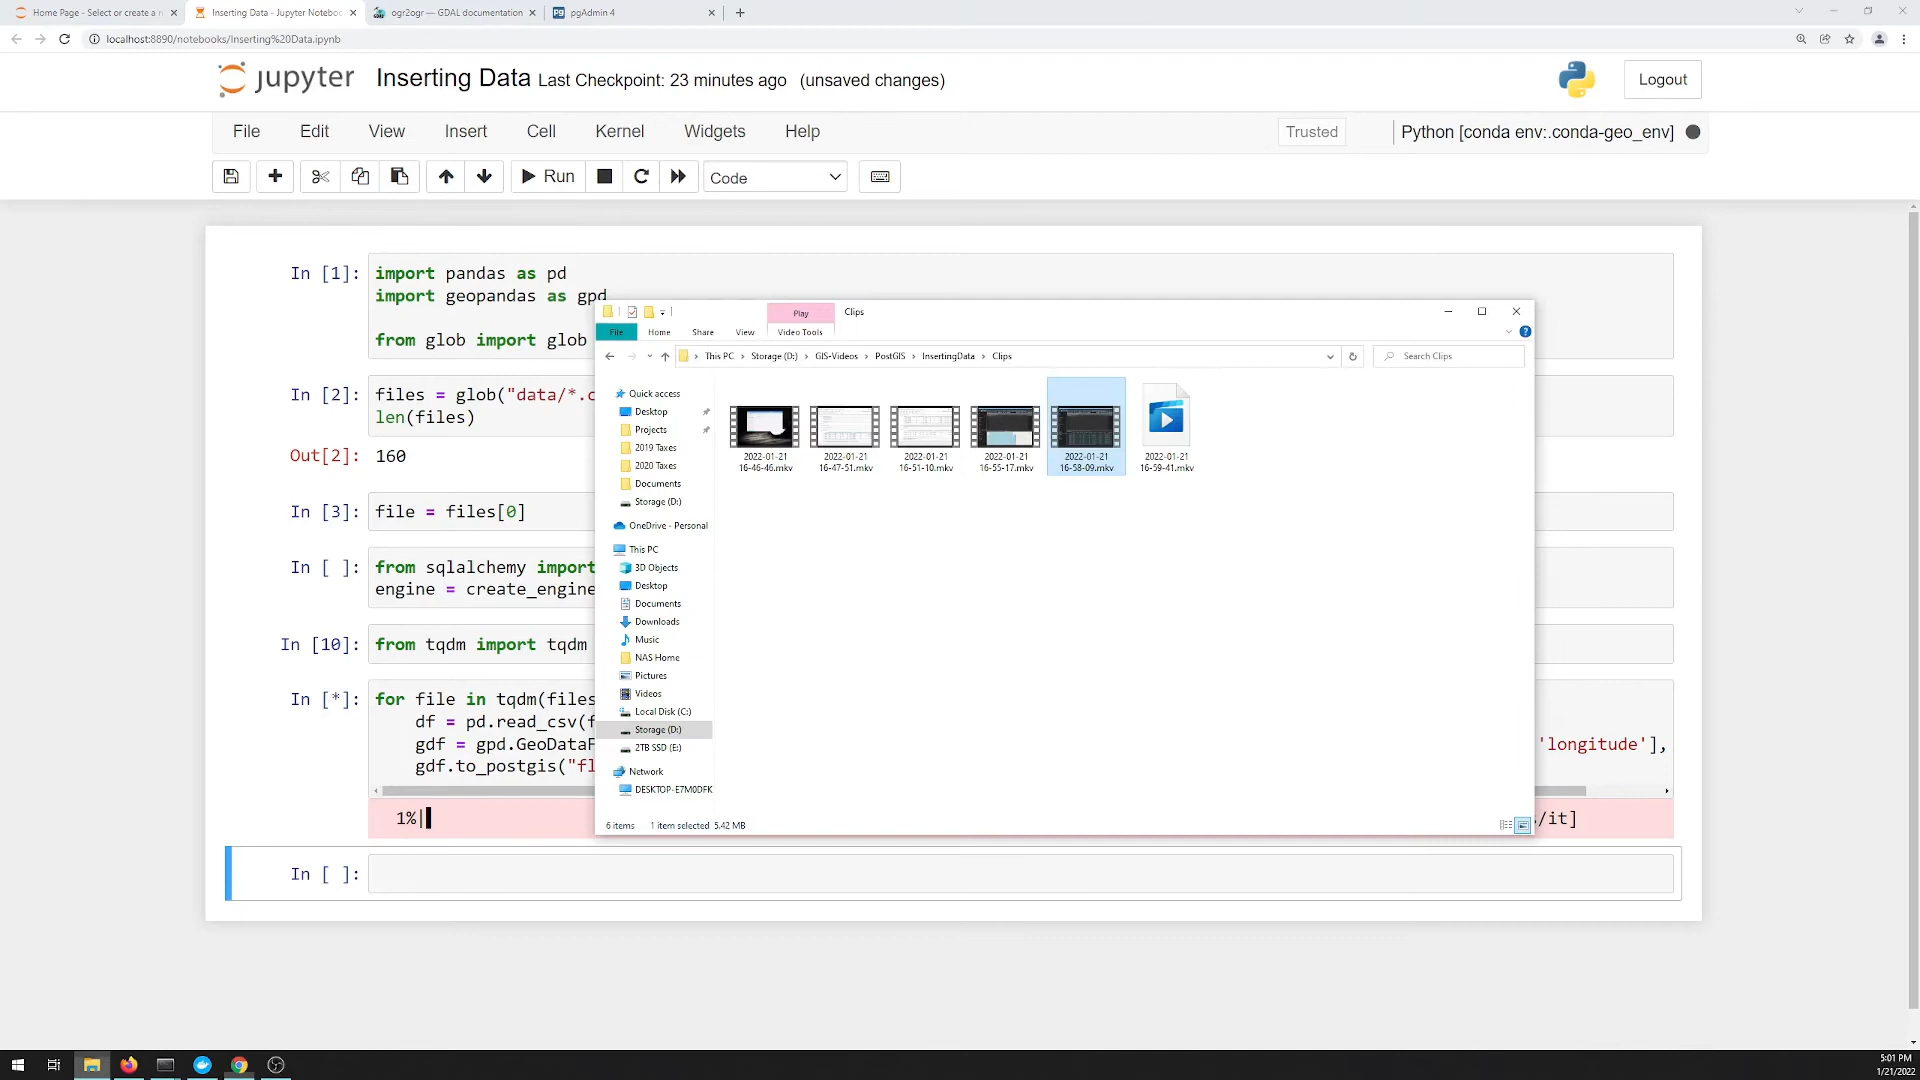 Home Page - Select or create a n
Inserting Data - Jupyter Noteboo
ogr2ogr — GDAL documentation
pgAdmin 4
localhost:8890/notebooks/Inserting%20Data.ipynb
jupyter
Inserting Data Last Checkpoint: 23 minutes ago (unsaved changes)
Logout
File Edit View Insert Cell Kernel Widgets Help
Trusted
Python [conda env:.conda-geo_env]
Run
Code
In [1]:
import pandas as pd
import geopandas as gpd
from glob import glob
In [2]:
files = glob("data/*.c
len(files)
Out[2]: 160
In [3]: file = files[0]
In [ ]: from sqlalchemy import
engine = create_engine
In [10]: from tqdm import tqdm
In [*]: for file in tqdm(files
df = pd.read_csv(f
gdf = gpd.GeoDataF
'longitude'],
gdf.to_postgis("fl
1%|
/it]
In [ ]:
Play
Clips
File
Home
Share
View
Video Tools
This PC
Storage (D:)
GIS-Videos
PostGIS
InsertingData
Clips
Search Clips
Quick access
Desktop
Projects
2019 Taxes
2020 Taxes
Documents
Storage (D:)
OneDrive - Personal
This PC
3D Objects
Desktop
Documents
Downloads
Music
NAS Home
Pictures
Videos
Local Disk (C:)
Storage (D:)
2TB SSD (E:)
Network
DESKTOP-E7M0DFK
2022-01-21
16-46-46.mkv
2022-01-21
16-47-51.mkv
2022-01-21
16-51-10.mkv
2022-01-21
16-55-17.mkv
2022-01-21
16-58-09.mkv
2022-01-21
16-59-41.mkv
6 items
1 item selected 5.42 MB
5:01 PM
1/21/2022